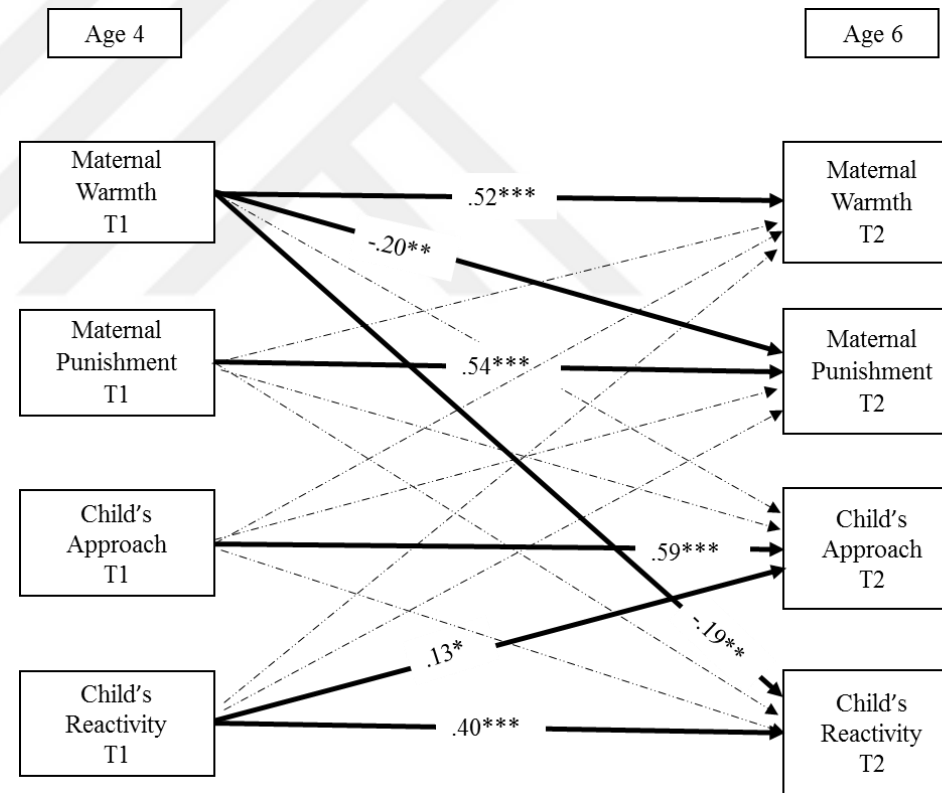 Age 4
Age 6
Maternal
Warmth
T1
Maternal
Warmth
T2
.52***
-.20**
Maternal
Punishment
T1
Maternal
Punishment
T2
.54***
Child's
Approach
T1
Child's
Approach
T2
.59***
-.19**
.13*
Child's
Reactivity
T1
Child's
Reactivity
T2
.40***